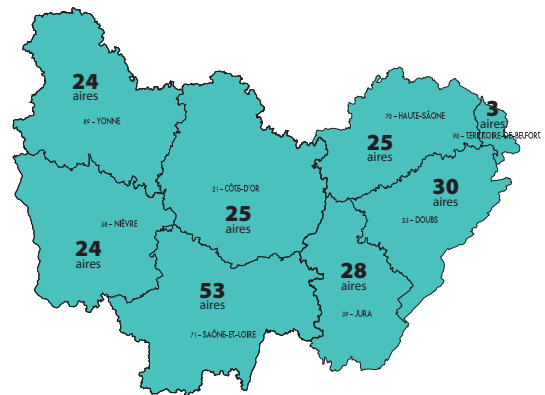 24
aires
89 – YONNE
3
aires
90 – TERRITOIRE-DE-BELFORT
70 – HAUTE-SAÔNE
25
aires
30
aires
25 – DOUBS
21 – CÔTE-D'OR
25
aires
58 – NIÈVRE
24
aires
53
aires
71 – SAÔNE-ET-LOIRE
28
aires
39 – JURA